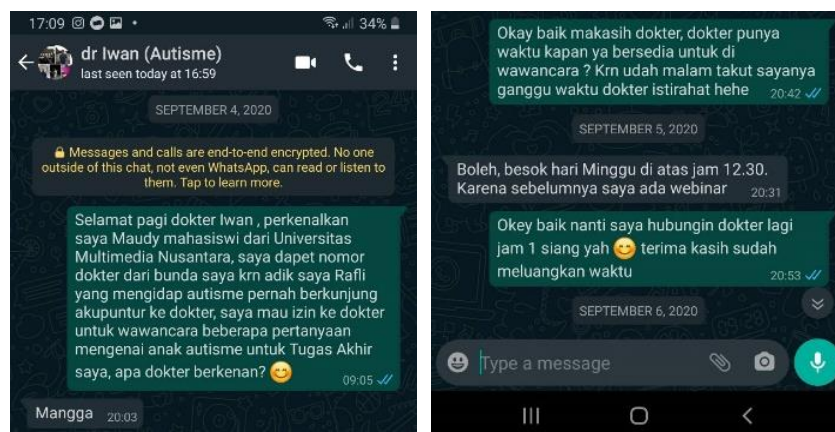 17:09
34%
dr Iwan (Autisme)
last seen today at 16:59
SEPTEMBER 4, 2020
Messages and calls are end-to-end encrypted. No one
outside of this chat, not even WhatsApp, can read or listen to
them. Tap to learn more.
Selamat pagi dokter Iwan , perkenalkan
saya Maudy mahasiswi dari Universitas
Multimedia Nusantara, saya dapet nomor
dokter dari bunda saya krn adik saya Rafli
yang mengidap autisme pernah berkunjung
akupuntur ke dokter, saya mau izin ke dokter
untuk wawancara beberapa pertanyaan
mengenai anak autisme untuk Tugas Akhir
saya, apa dokter berkenan? 😊
09:05
Mangga 20:03
Okay baik makasih dokter, dokter punya
waktu kapan ya bersedia untuk di
wawancara ? Krn udah malam takut sayanya
ganggu waktu dokter istirahat hehe 20:42
SEPTEMBER 5, 2020
Boleh, besok hari Minggu di atas jam 12.30.
Karena sebelumnya saya ada webinar 20:31
Okey baik nanti saya hubungin dokter lagi
jam 1 siang yah 😊 terima kasih sudah
meluangkan waktu 20:53
SEPTEMBER 6, 2020
Type a message